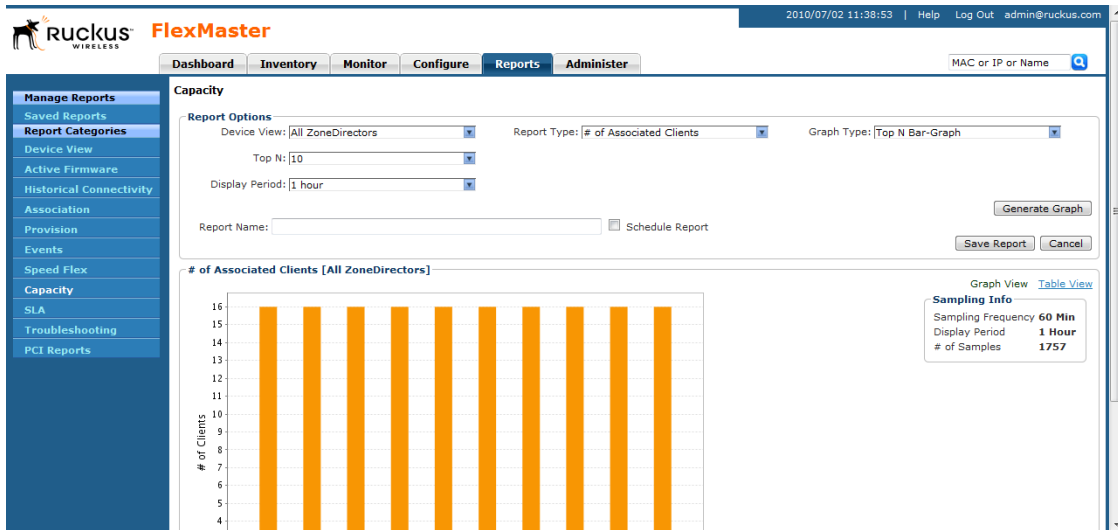 2010/07/02 11:38:53 | Help Log Out admin@ruckus.com
RUCKUS WIRELESS
FlexMaster
Dashboard Inventory Monitor Configure Reports Administer
MAC or IP or Name
Manage Reports
Saved Reports
Report Categories
Device View
Active Firmware
Historical Connectivity
Association
Provision
Events
Speed Flex
Capacity
SLA
Troubleshooting
PCI Reports
Capacity
Report Options
Device View: All ZoneDirectors Report Type: # of Associated Clients Graph Type: Top N Bar-Graph
Top N: 10
Display Period: 1 hour
Generate Graph
Report Name: Schedule Report
Save Report Cancel
# of Associated Clients [All ZoneDirectors]
Graph View Table View
Sampling Info
Sampling Frequency 60 Min
Display Period 1 Hour
# of Samples 1757
# of Clients
16
15
14
13
12
11
10
9
8
7
6
5
4